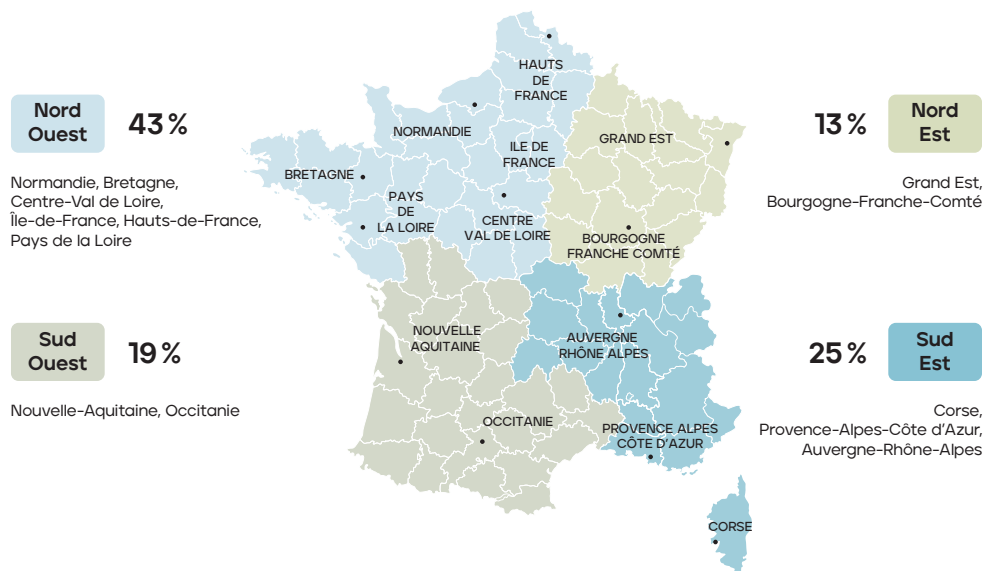 Nord
Ouest
43 %
Normandie, Bretagne,
Centre-Val de Loire,
Île-de-France, Hauts-de-France,
Pays de la Loire
Sud
Ouest
19 %
Nouvelle-Aquitaine, Occitanie
HAUTS
DE
FRANCE
NORMANDIE
ILE DE
FRANCE
BRETAGNE
PAYS
DE
LA LOIRE
CENTRE
VAL DE LOIRE
GRAND EST
BOURGOGNE
FRANCHE COMTÉ
NOUVELLE
AQUITAINE
AUVERGNE
RHÔNE ALPES
OCCITANIE
PROVENCE ALPES
CÔTE D'AZUR
CORSE
13 %
Nord
Est
Grand Est,
Bourgogne-Franche-Comté
25 %
Sud
Est
Corse,
Provence-Alpes-Côte d'Azur,
Auvergne-Rhône-Alpes